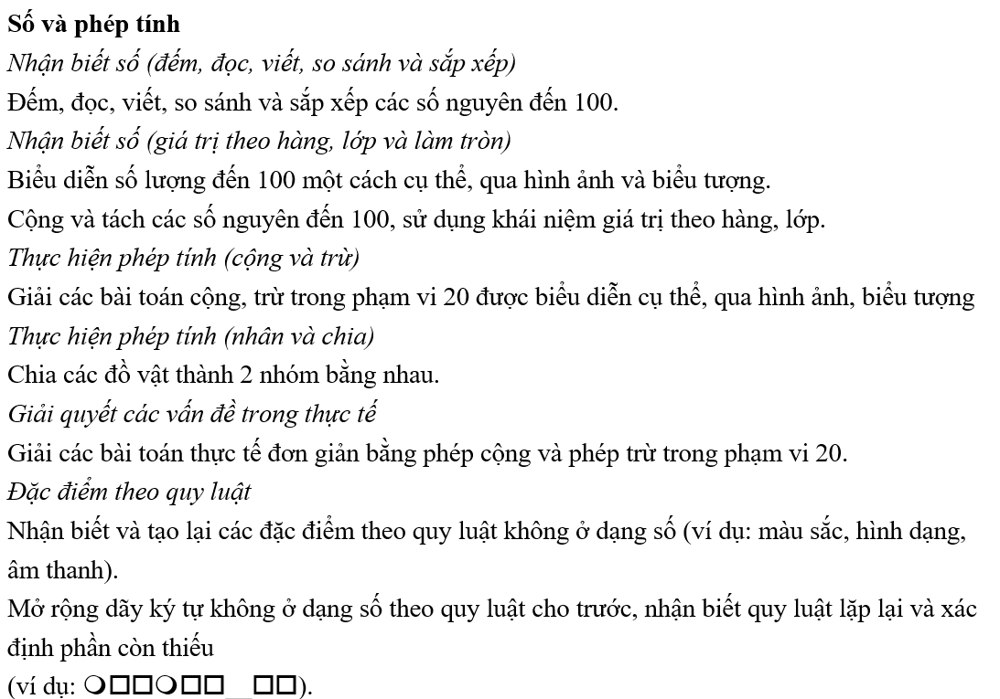 Số và phép tính
Nhận biết số (đếm, đọc, viết, so sánh và sắp xếp)
Đếm, đọc, viết, so sánh và sắp xếp các số nguyên đến 100.
Nhận biết số (giá trị theo hàng, lớp và làm tròn)
Biểu diễn số lượng đến 100 một cách cụ thể, qua hình ảnh và biểu tượng.
Cộng và tách các số nguyên đến 100, sử dụng khái niệm giá trị theo hàng, lớp.
Thực hiện phép tính (cộng và trừ)
Giải các bài toán cộng, trừ trong phạm vi 20 được biểu diễn cụ thể, qua hình ảnh, biểu tượng
Thực hiện phép tính (nhân và chia)
Chia các đồ vật thành 2 nhóm bằng nhau.
Giải quyết các vấn đề trong thực tế
Giải các bài toán thực tế đơn giản bằng phép cộng và phép trừ trong phạm vi 20.
Đặc điểm theo quy luật
Nhận biết và tạo lại các đặc điểm theo quy luật không ở dạng số (ví dụ: màu sắc, hình dạng,
âm thanh).
Mở rộng dãy ký tự không ở dạng số theo quy luật cho trước, nhận biết quy luật lặp lại và xác
định phần còn thiếu
(ví dụ: ❍❑❑❍❑❑__❑❑).